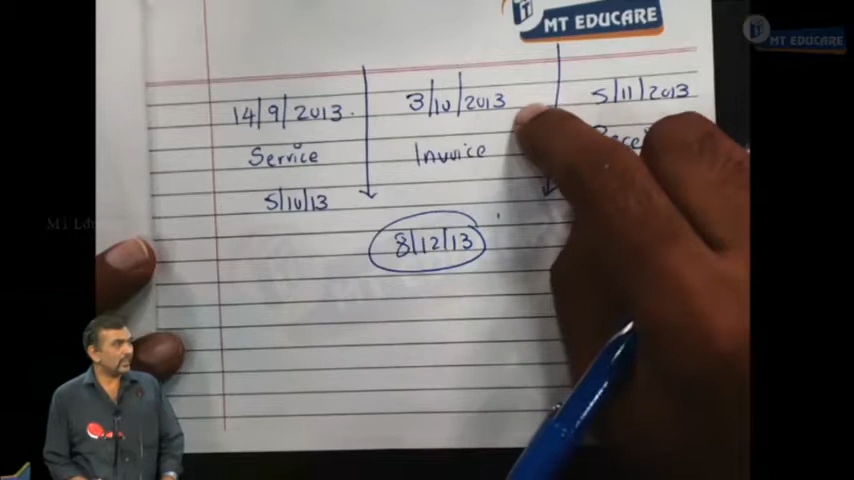 MT EDUCARE
MT EDUCARE
14/9/2013. 3/10/2013 5/11/2013
Service Invoice
5/10/13
8/12/13